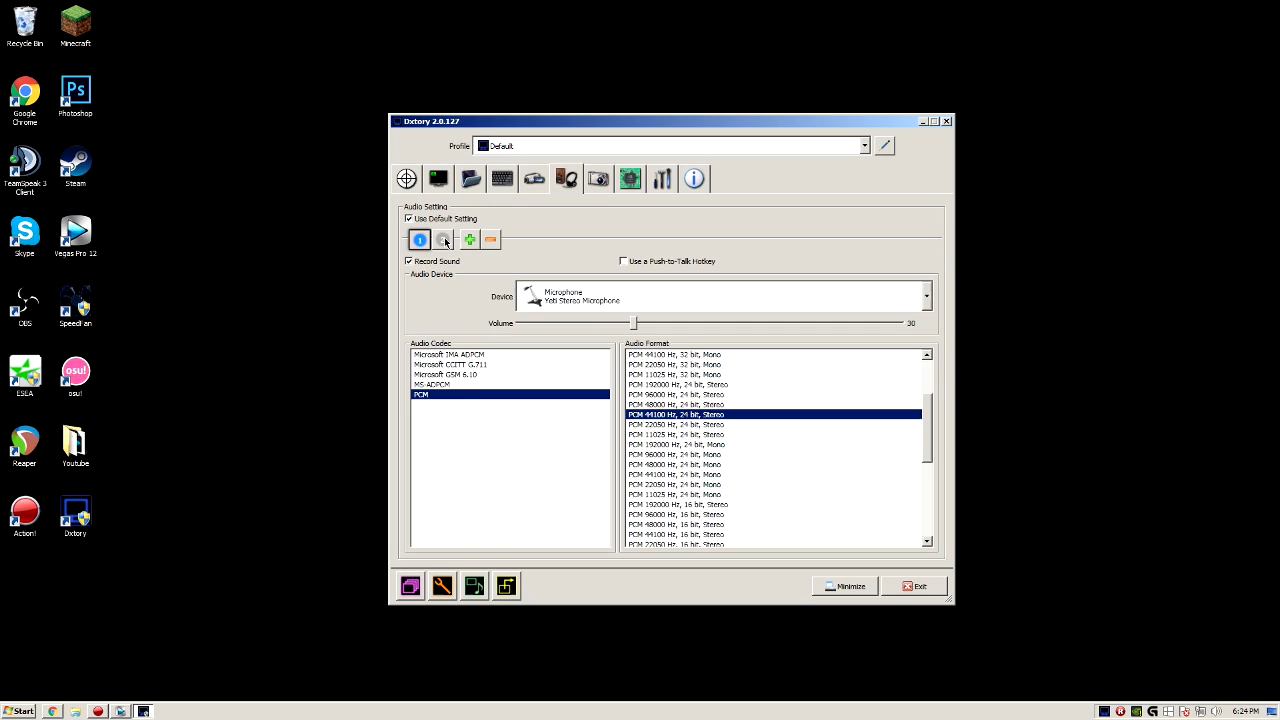 Recycle Bin
Minecraft
Google Chrome
Ps
Photoshop
TeamSpeak 3 Client
Steam
Skype
Vegas Pro 12
OBS
SpeedFan
ESEA
osu!
osu!
Reaper
Youtube
Action!
Dxtory
Dxtory 2.0.127
Profile
Default
Audio Setting
Use Default Setting
1
Record Sound
Use a Push-to-Talk Hotkey
Audio Device
Device
Microphone
Yeti Stereo Microphone
Volume
30
Audio Codec
Microsoft IMA ADPCM
Microsoft CCITT G.711
Microsoft GSM 6.10
MS-ADPCM
PCM
Audio Format
PCM 44100 Hz, 32 bit, Mono
PCM 22050 Hz, 32 bit, Mono
PCM 11025 Hz, 32 bit, Mono
PCM 192000 Hz, 24 bit, Stereo
PCM 96000 Hz, 24 bit, Stereo
PCM 48000 Hz, 24 bit, Stereo
PCM 44100 Hz, 24 bit, Stereo
PCM 22050 Hz, 24 bit, Stereo
PCM 11025 Hz, 24 bit, Stereo
PCM 192000 Hz, 24 bit, Mono
PCM 96000 Hz, 24 bit, Mono
PCM 48000 Hz, 24 bit, Mono
PCM 44100 Hz, 24 bit, Mono
PCM 22050 Hz, 24 bit, Mono
PCM 11025 Hz, 24 bit, Mono
PCM 192000 Hz, 16 bit, Stereo
PCM 96000 Hz, 16 bit, Stereo
PCM 48000 Hz, 16 bit, Stereo
PCM 44100 Hz, 16 bit, Stereo
PCM 22050 Hz, 16 bit, Stereo
Minimize
Exit
Start
6:24 PM